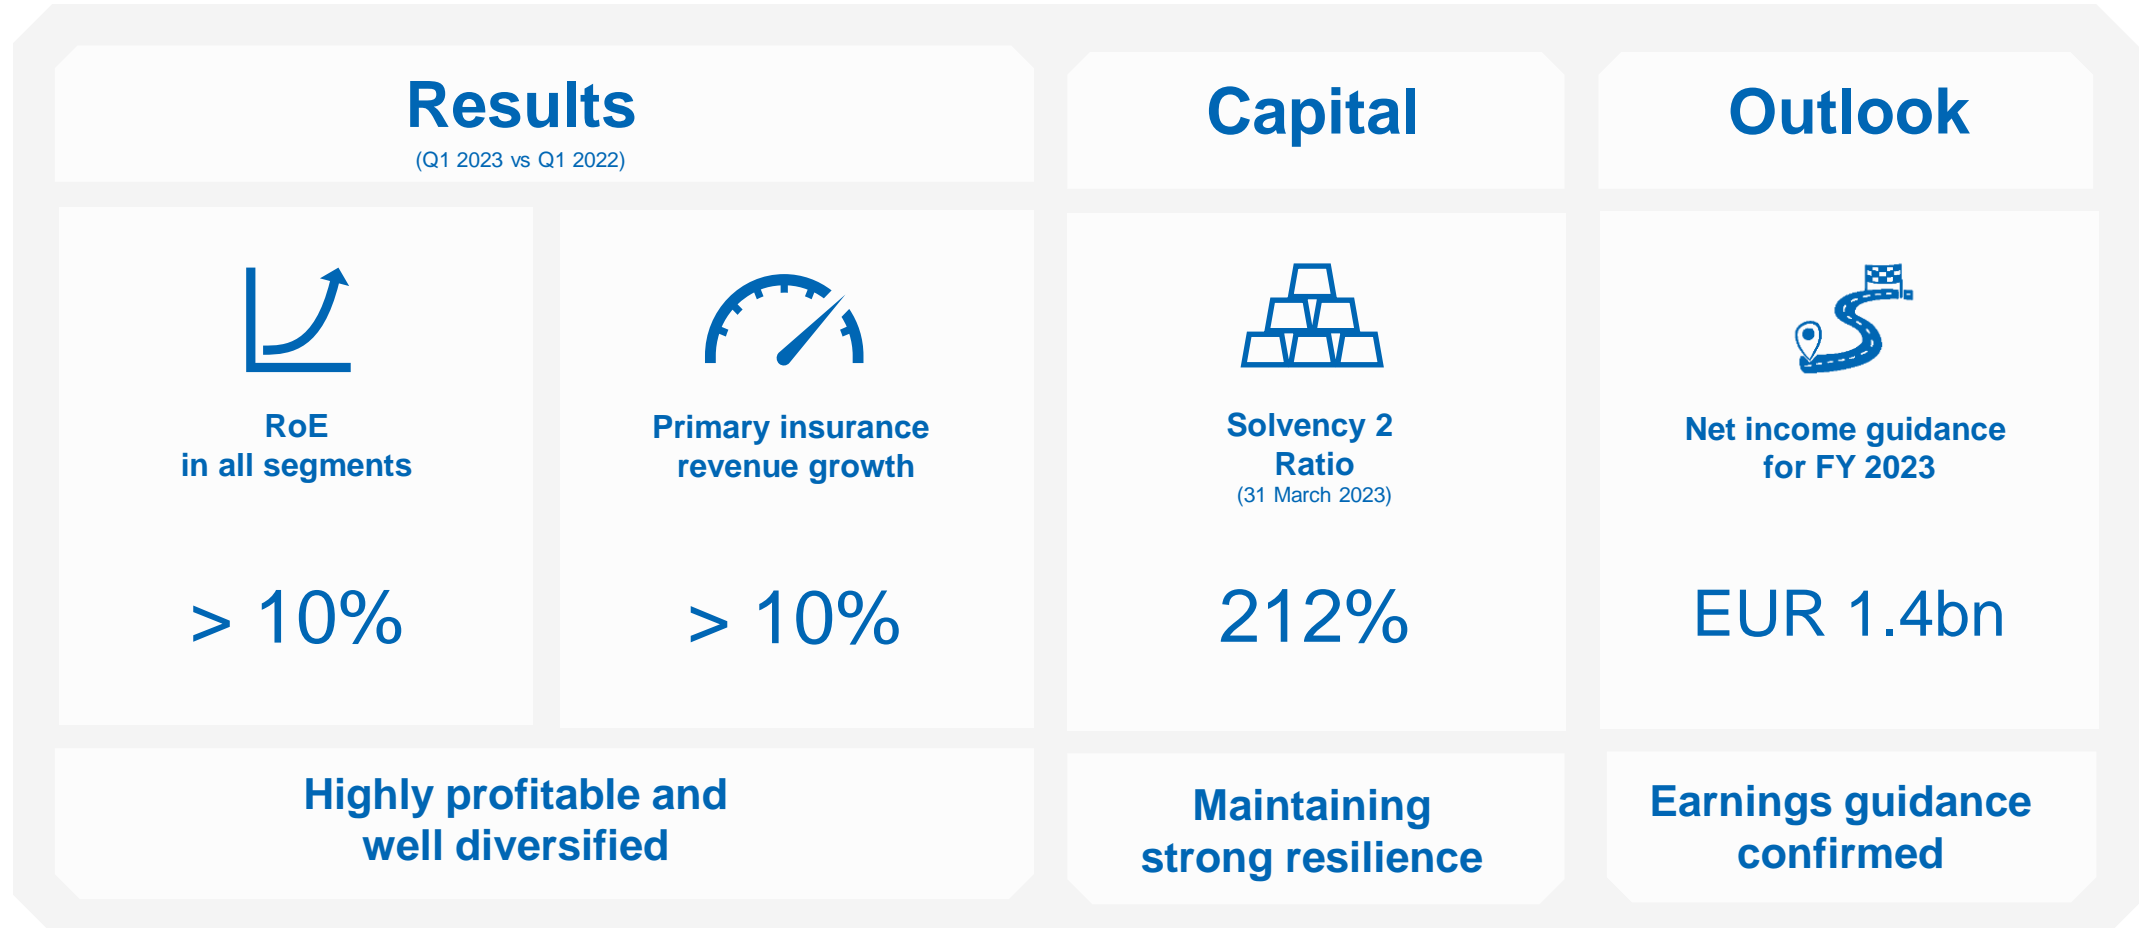 Results
(Q1 2023 vs Q1 2022)
Capital
Outlook
RoE
in all segments
> 10%
Primary insurance
revenue growth
> 10%
Solvency 2
Ratio
(31 March 2023)
212%
Net income guidance
for FY 2023
EUR 1.4bn
Highly profitable and
well diversified
Maintaining
strong resilience
Earnings guidance
confirmed